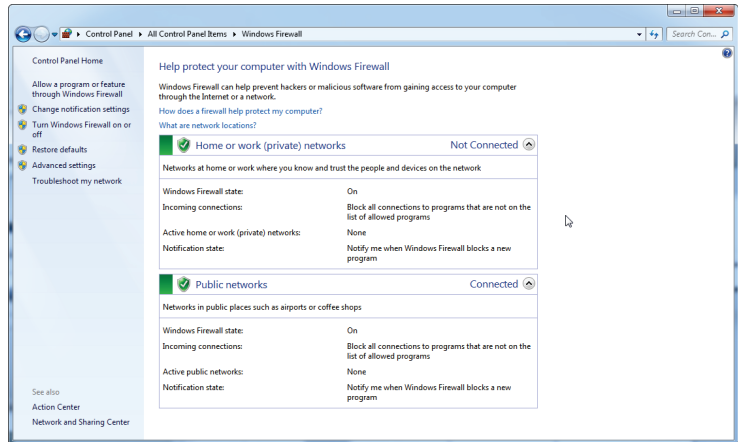 Control Panel
All Control Panel Items
Windows Firewall
Search Con...
Control Panel Home
Allow a program or feature
through Windows Firewall
Change notification settings
Turn Windows Firewall on or
off
Restore defaults
Advanced settings
Troubleshoot my network
See also
Action Center
Network and Sharing Center
Help protect your computer with Windows Firewall
Windows Firewall can help prevent hackers or malicious software from gaining access to your computer
through the Internet or a network.
How does a firewall help protect my computer?
What are network locations?
Home or work (private) networks Not Connected
Networks at home or work where you know and trust the people and devices on the network
Windows Firewall state: On
Incoming connections: Block all connections to programs that are not on the
list of allowed programs
Active home or work (private) networks: None
Notification state: Notify me when Windows Firewall blocks a new
program
Public networks Connected
Networks in public places such as airports or coffee shops
Windows Firewall state: On
Incoming connections: Block all connections to programs that are not on the
list of allowed programs
Active public networks: None
Notification state: Notify me when Windows Firewall blocks a new
program